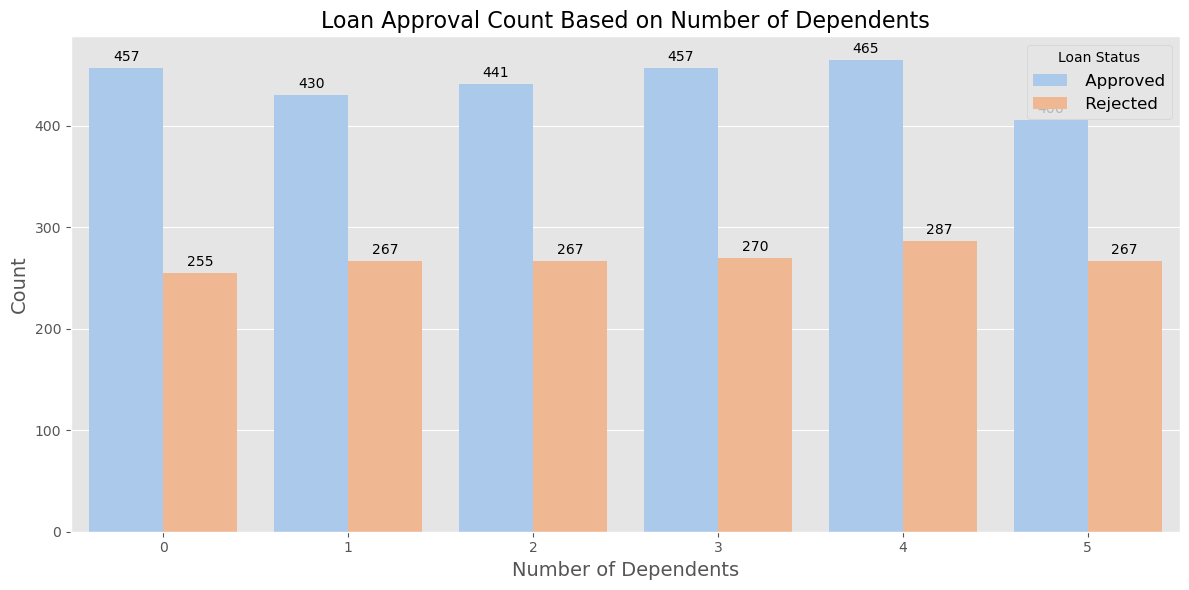 Loan Approval Count Based on Number of Dependents
457
430
441
457
465
255
267
267
270
287
267
Loan Status
Approved
Rejected
Count
400
300
200
100
0
0 1 2 3 4 5
Number of Dependents